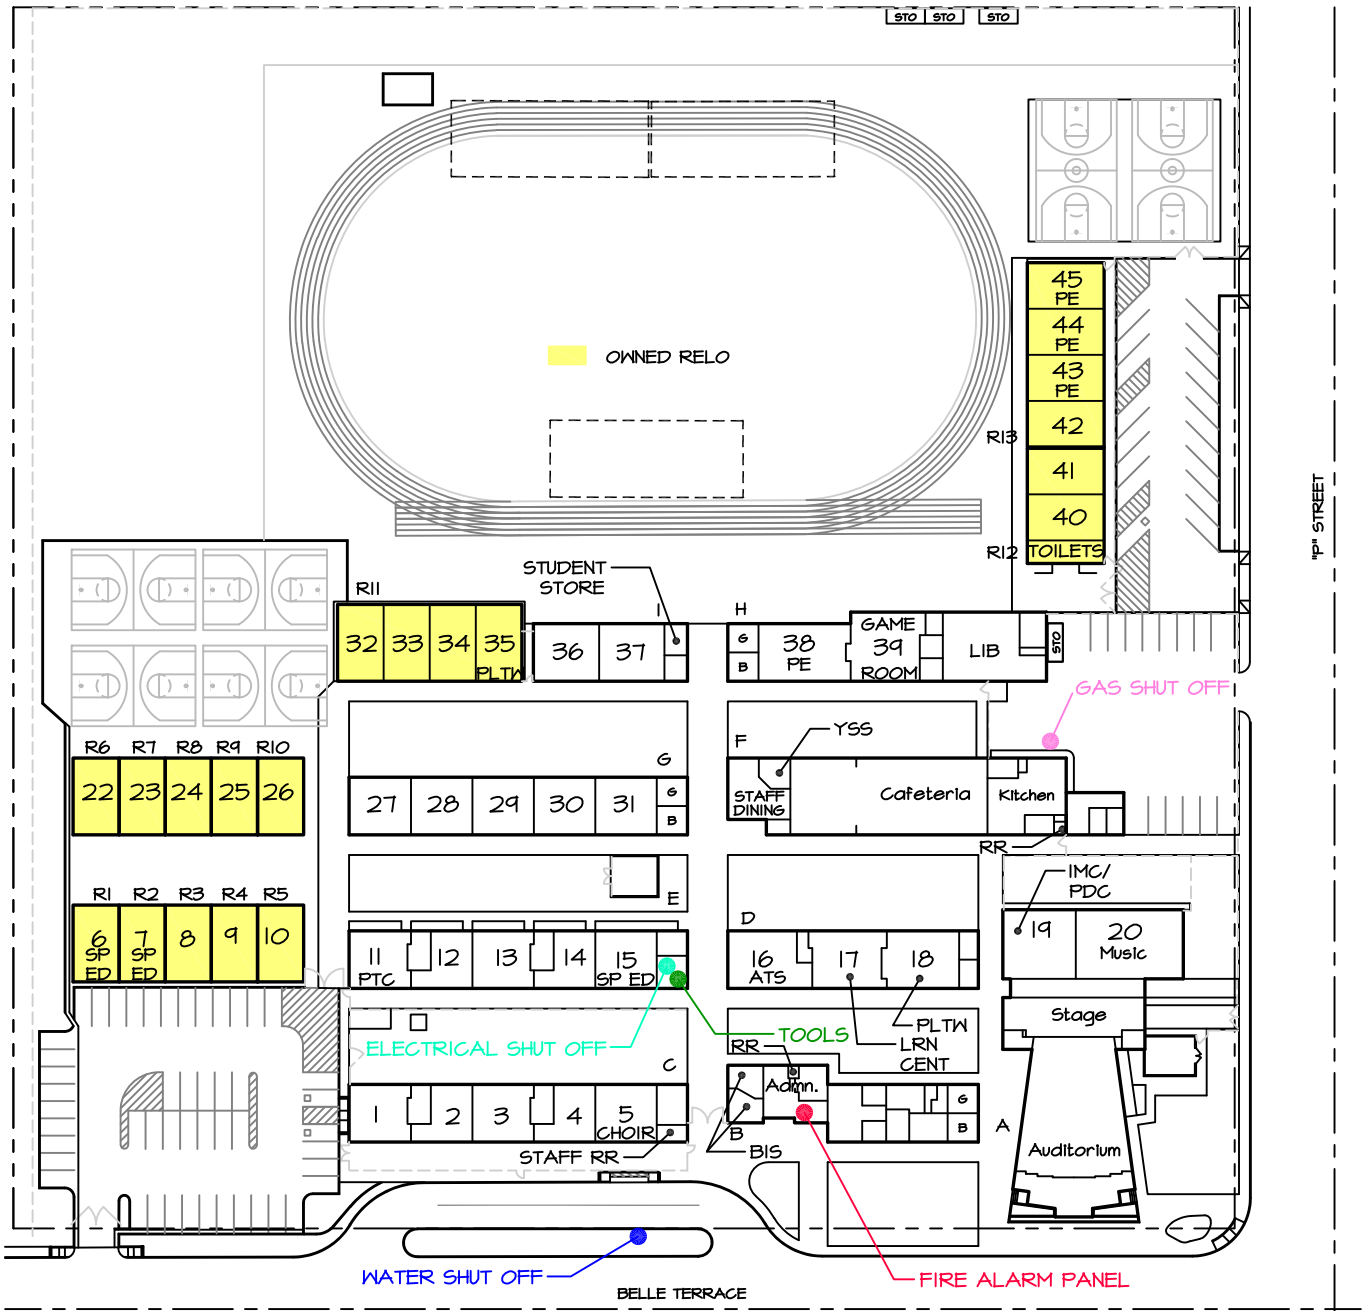 STO STO STO
45
PE
44
PE
OWNED RELO
43
PE
42
R13
41
40
R12 TOILETS
"P" STREET
STUDENT
STORE
R11
I H
32 33 34 35
PLTW
36 37
G
B
38
PE
GAME
39
ROOM
LIB
STO
GAS SHUT OFF
YSS
F
G
R6 R7 R8 R9 R10
22 23 24 25 26
27 28 29 30 31
G
B
STAFF
DINING
Cafeteria
Kitchen
RR
IMC/
PDC
E
R1 R2 R3 R4 R5
6
SP
ED
7
SP
ED
8 9 10
D
11
PTC
12 13 14
15
SP ED
16
ATS
17 18
19
20
Music
Stage
PLTW
LRN
CENT
TOOLS
ELECTRICAL SHUT OFF
RR
C
Admn.
1 2 3 4
5
CHOIR
G
B
A
B
BIS
STAFF RR
Auditorium
WATER SHUT OFF
FIRE ALARM PANEL
BELLE TERRACE